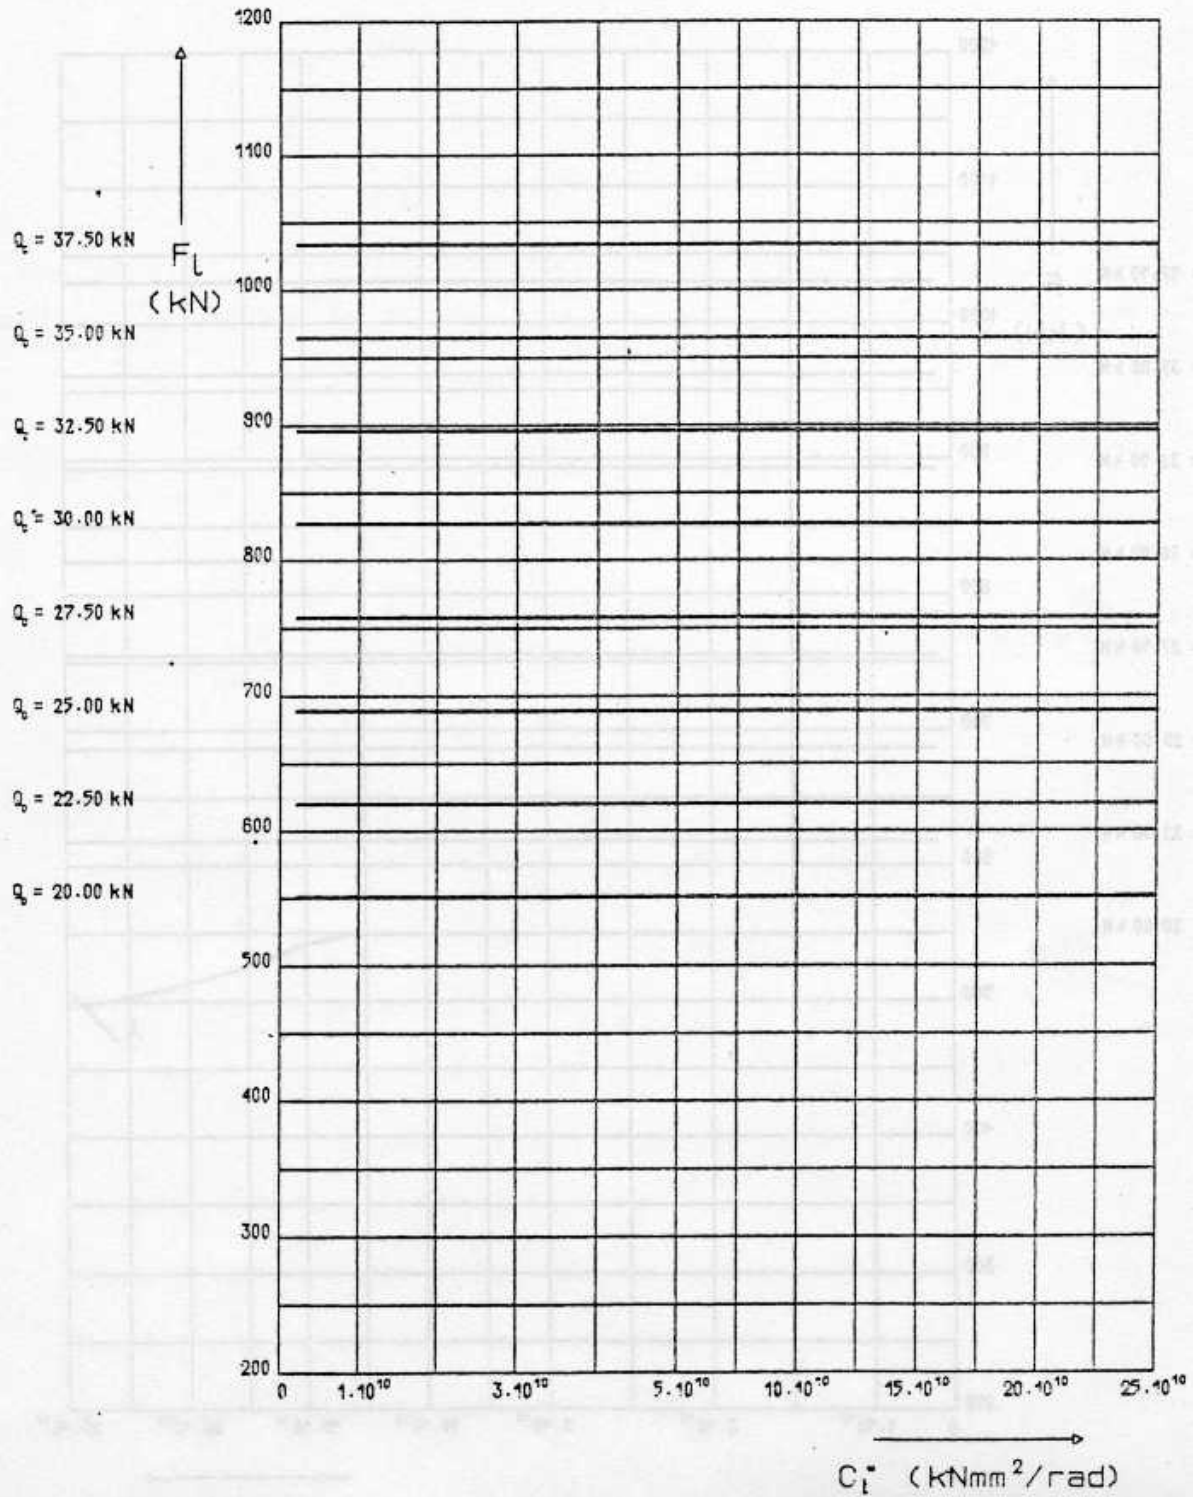 1200
1100
Q = 37.50 kN
F_l
1000
(kN)
Q = 35.00 kN
900
Q = 32.50 kN
Q = 30.00 kN
800
Q = 27.50 kN
700
Q = 25.00 kN
Q = 22.50 kN
600
Q = 20.00 kN
500
400
300
200
0 1.10¹⁰ 3.10¹⁰ 5.10¹⁰ 10.10¹⁰ 15.10¹⁰ 20.10¹⁰ 25.10¹⁰
C (kNmm²/rad)